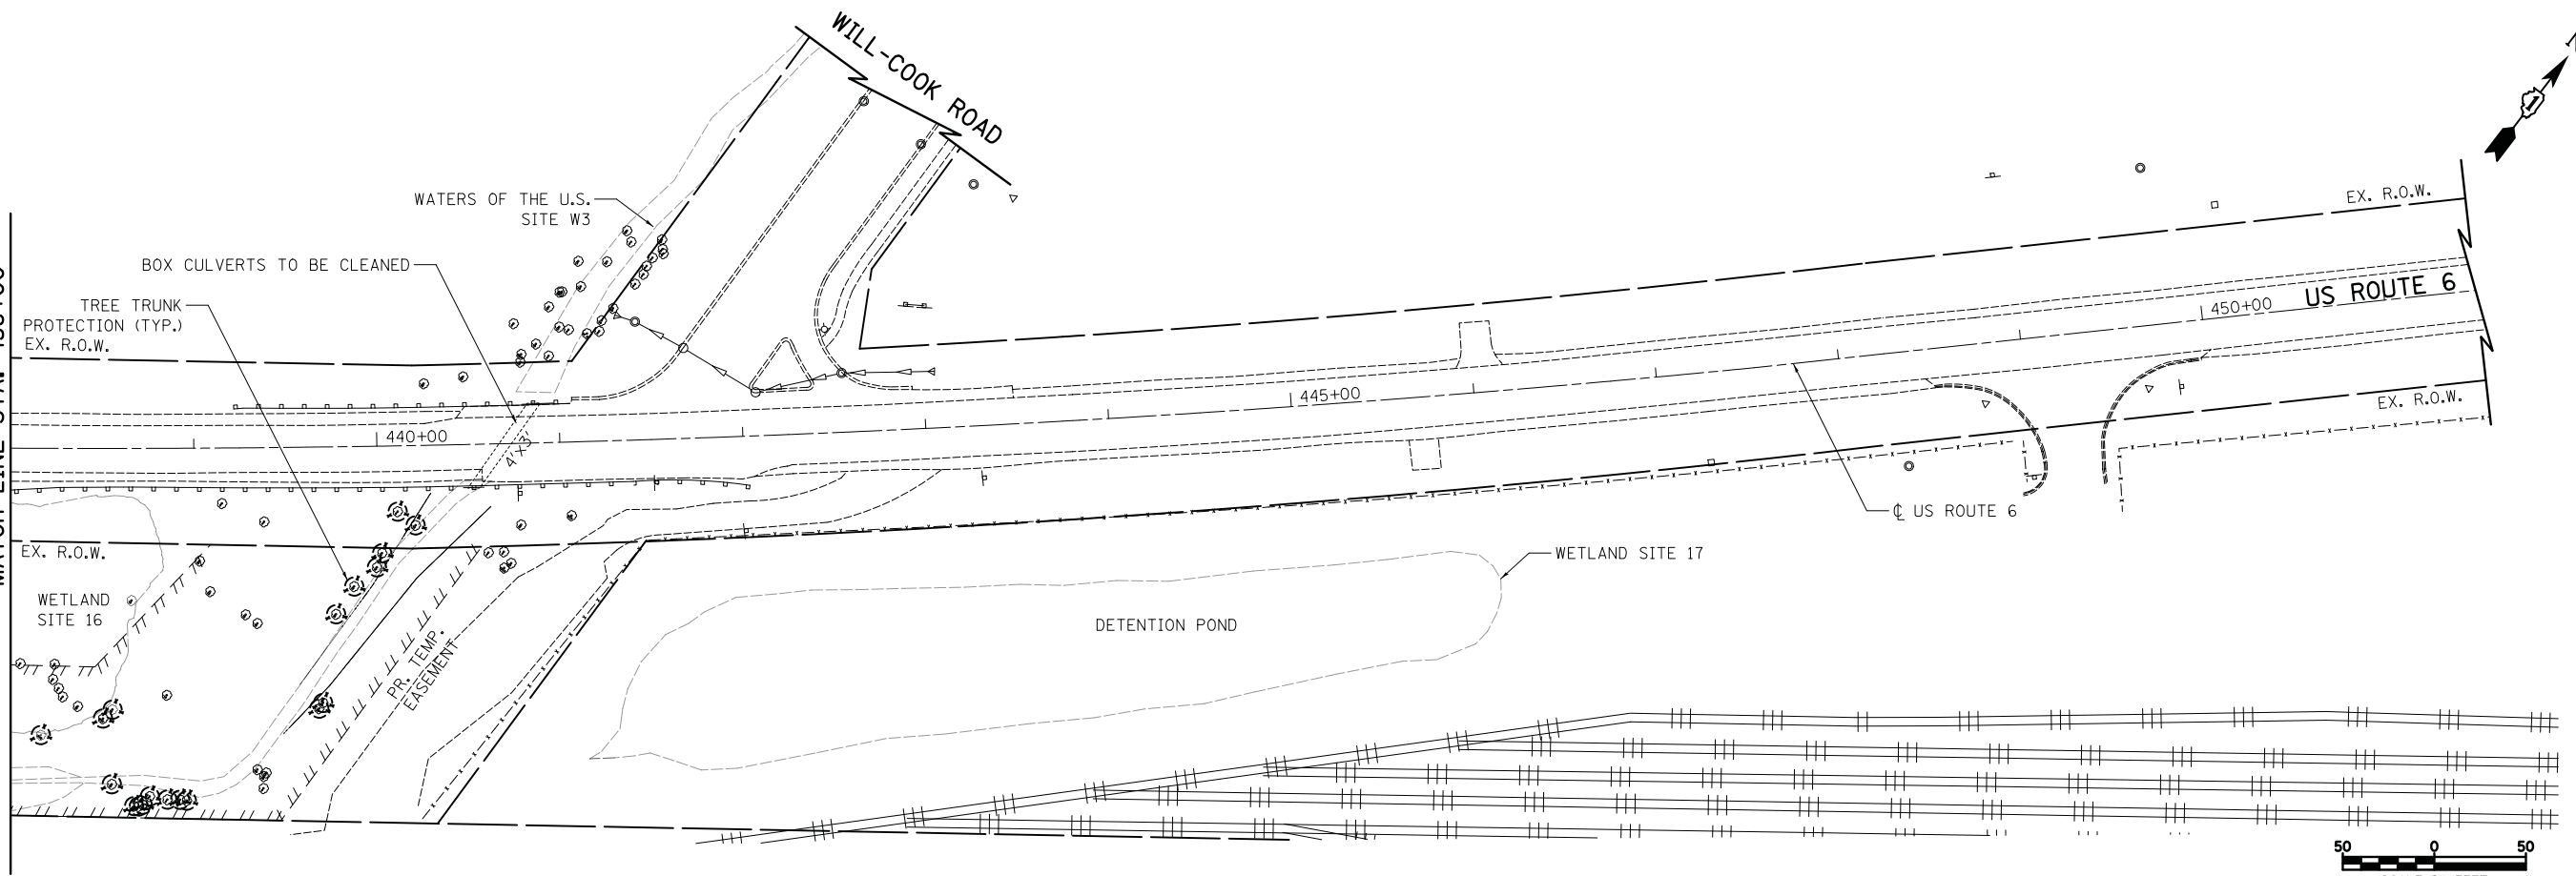 WILL-COOK ROAD
WATERS OF THE U.S.
SITE W3
BOX CULVERTS TO BE CLEANED
TREE TRUNK
PROTECTION (TYP.)
EX. R.O.W.
EX. R.O.W.
US ROUTE 6
450+00
445+00
440+00
4'X3'
EX. R.O.W.
℄ US ROUTE 6
EX. R.O.W.
WETLAND SITE 17
WETLAND
SITE 16
DETENTION POND
PR. TEMP.
EASEMENT
50 0 50